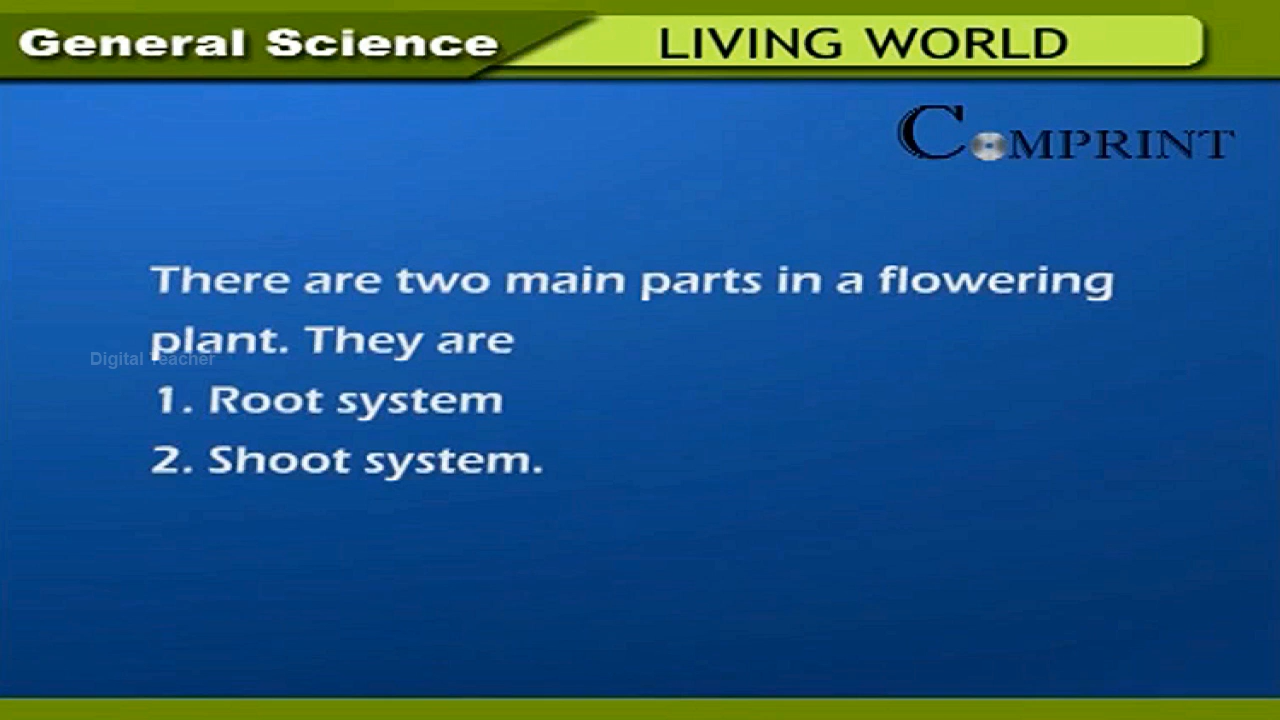 General Science
LIVING WORLD
COMPRINT
There are two main parts in a flowering
plant. They are
Digital Teacher
1. Root system
2. Shoot system.